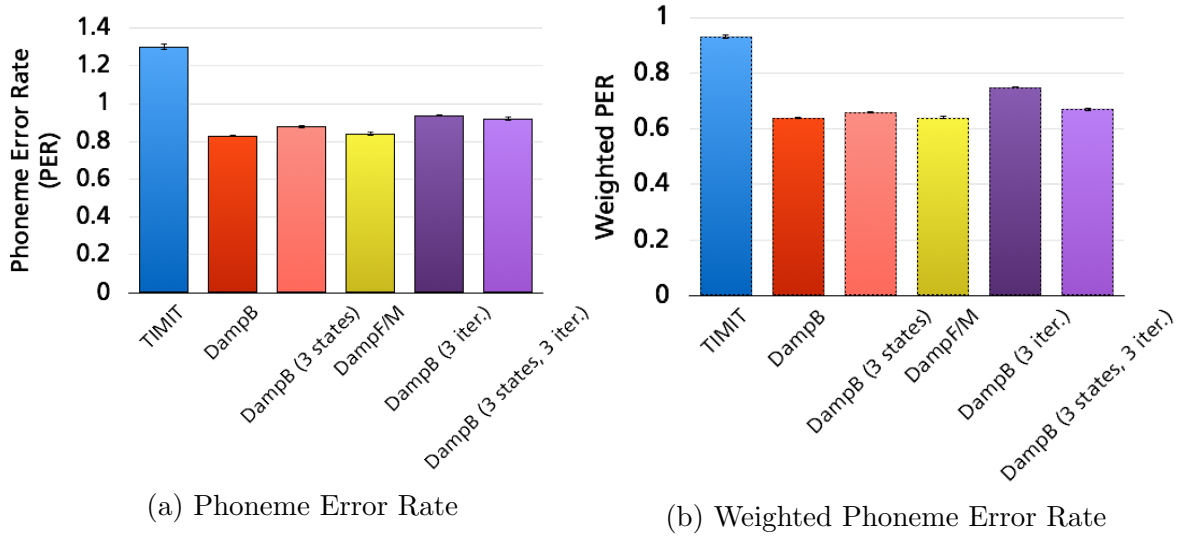 1.4
1.2
1
0.8
0.6
0.4
0.2
0
Phoneme Error Rate
(PER)
TIMIT
DampB
DampB (3 states)
DampF/M
DampB (3 iter.)
DampB (3 states, 3 iter.)
(a) Phoneme Error Rate
1
0.8
0.6
0.4
0.2
0
Weighted PER
TIMIT
DampB
DampB (3 states)
DampF/M
DampB (3 iter.)
DampB (3 states, 3 iter.)
(b) Weighted Phoneme Error Rate